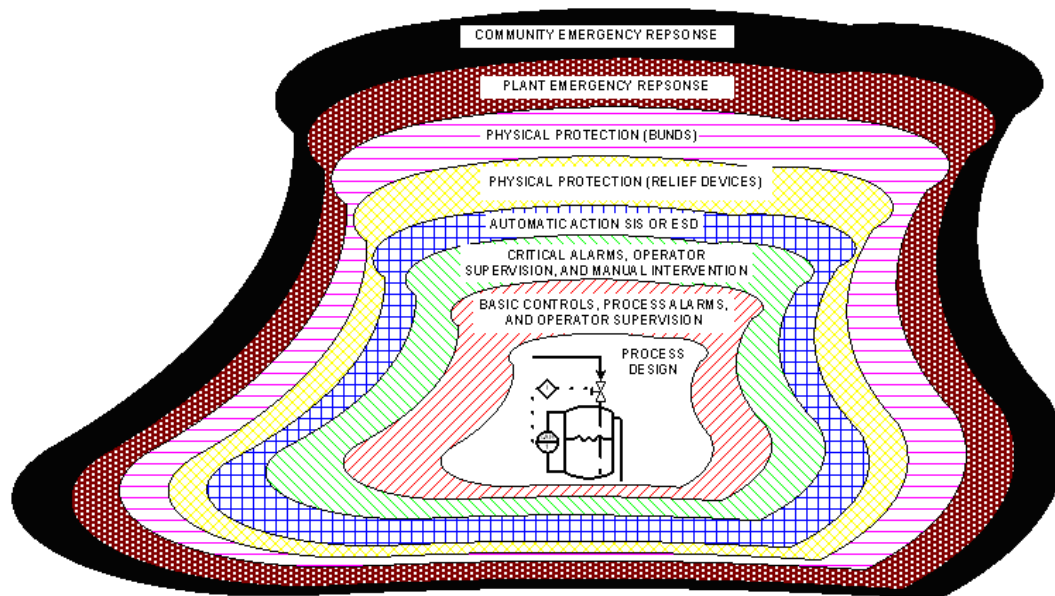 COMMUNITY EMERGENCY REPSONSE
PLANT EMERGENCY REPSONSE
PHYSICAL PROTECTION (BUNDS)
PHYSICAL PROTECTION (RELIEF DEVICES)
AUTOMATIC ACTION SIS OR ESD
CRITICAL ALARMS, OPERATOR
SUPERVISION, AND MANUAL INTERVENTION
BASIC CONTROLS, PROCESS ALARMS,
AND OPERATOR SUPERVISION
PROCESS
DESIGN